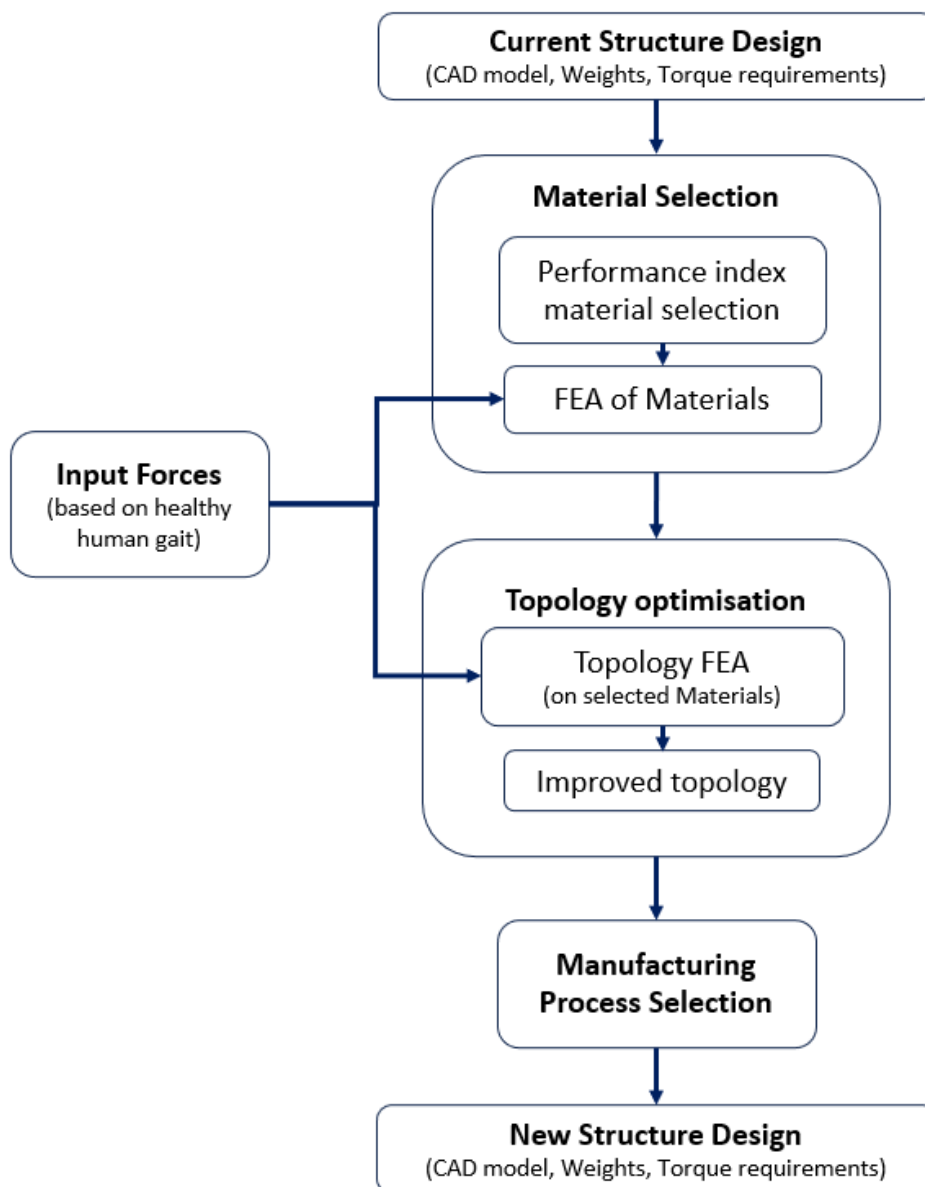 Current Structure Design
(CAD model, Weights, Torque requirements)
Material Selection
Performance index
material selection
FEA of Materials
Input Forces
(based on healthy
human gait)
Topology optimisation
Topology FEA
(on selected Materials)
Improved topology
Manufacturing
Process Selection
New Structure Design
(CAD model, Weights, Torque requirements)